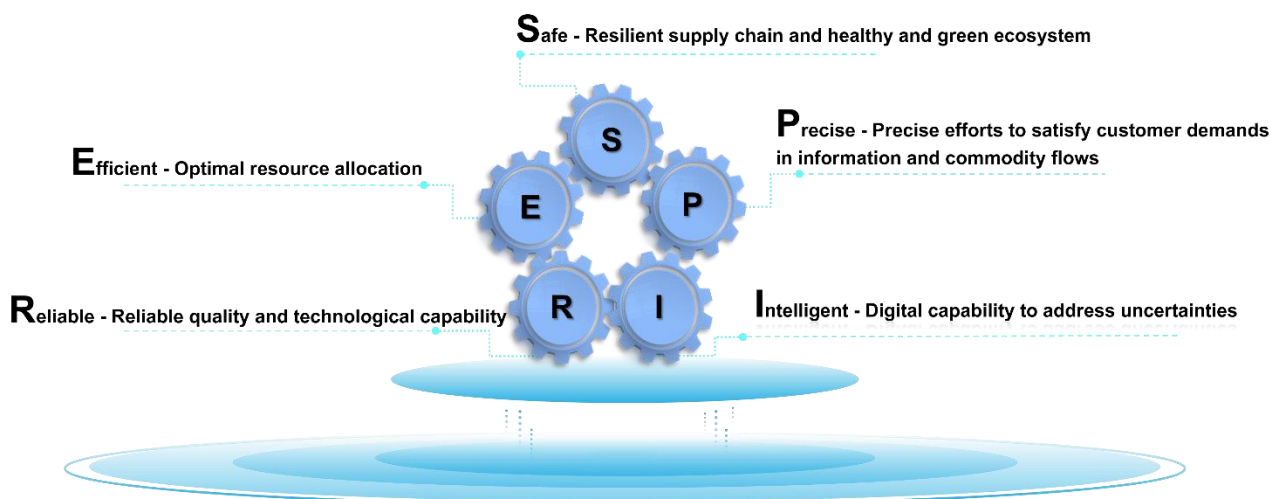 Safe - Resilient supply chain and healthy and green ecosystem
Precise - Precise efforts to satisfy customer demands
in information and commodity flows
Efficient - Optimal resource allocation
Reliable - Reliable quality and technological capability
Intelligent - Digital capability to address uncertainties
S
E
P
R
I